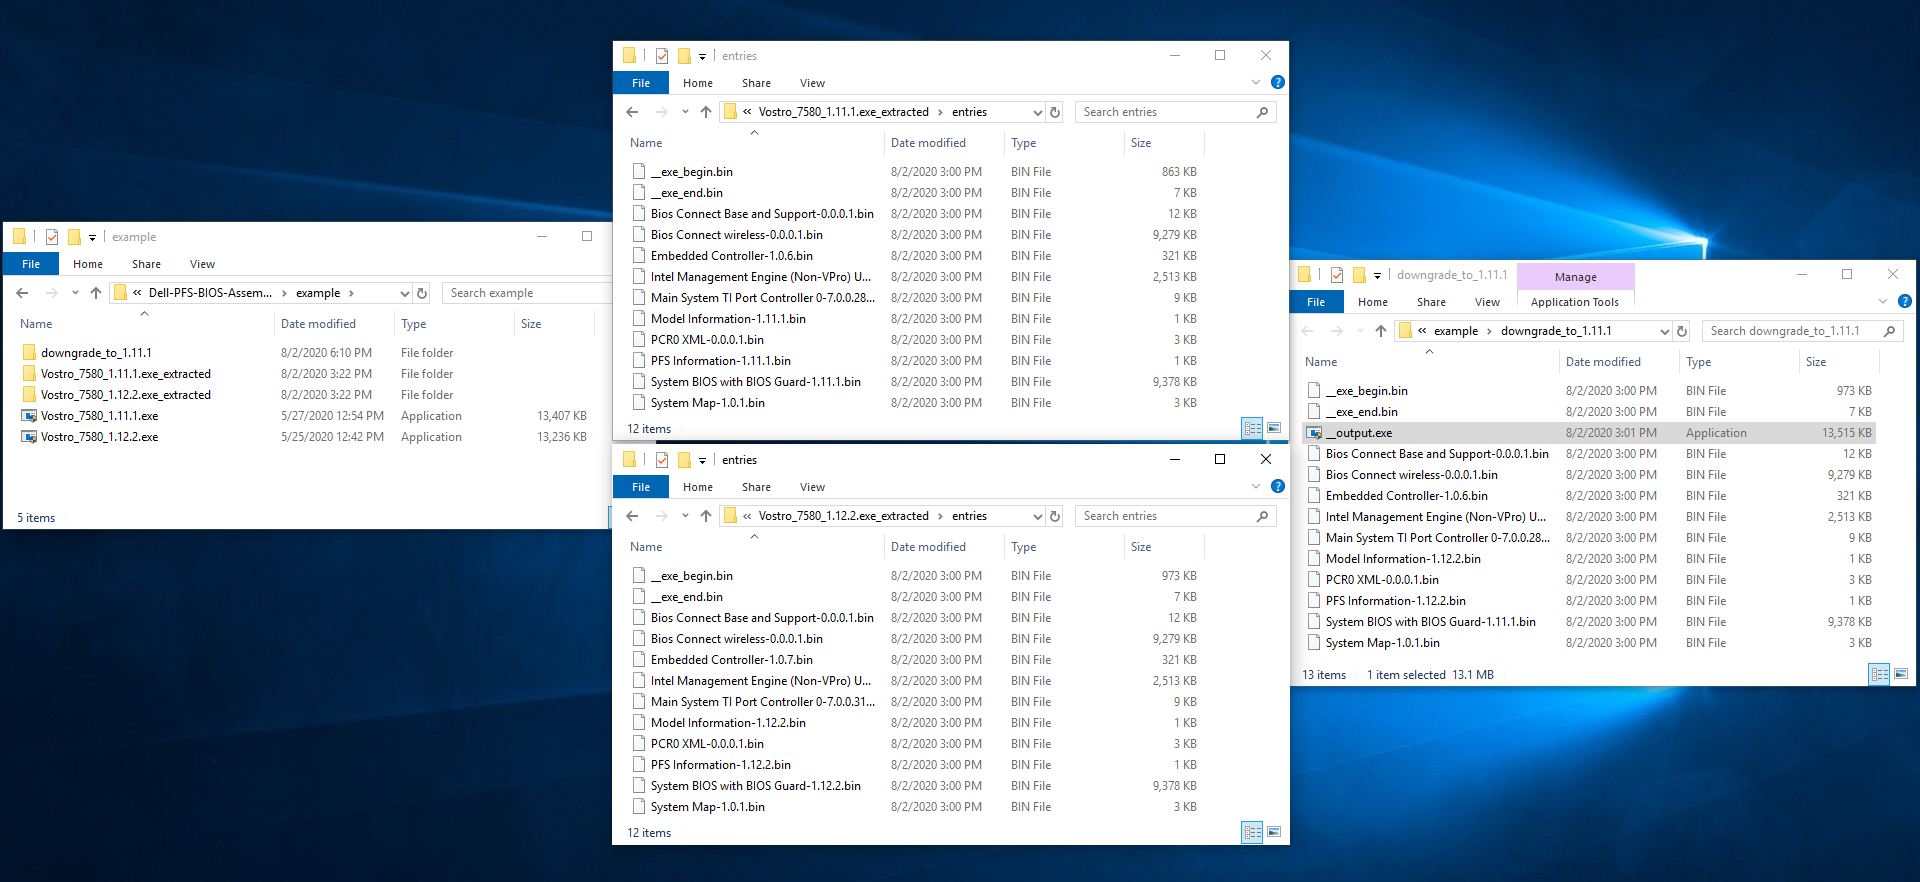 example
File Home Share View
« Dell-PFS-BIOS-Assem... > example > Search example
Name Date modified Type Size
downgrade_to_1.11.1 8/2/2020 6:10 PM File folder
Vostro_7580_1.11.1.exe_extracted 8/2/2020 3:22 PM File folder
Vostro_7580_1.12.2.exe_extracted 8/2/2020 3:22 PM File folder
Vostro_7580_1.11.1.exe 5/27/2020 12:54 PM Application 13,407 KB
Vostro_7580_1.12.2.exe 5/25/2020 12:42 PM Application 13,236 KB
5 items
entries
File Home Share View ?
« Vostro_7580_1.11.1.exe_extracted > entries Search entries
Name Date modified Type Size
__exe_begin.bin 8/2/2020 3:00 PM BIN File 863 KB
__exe_end.bin 8/2/2020 3:00 PM BIN File 7 KB
Bios Connect Base and Support-0.0.0.1.bin 8/2/2020 3:00 PM BIN File 12 KB
Bios Connect wireless-0.0.0.1.bin 8/2/2020 3:00 PM BIN File 9,279 KB
Embedded Controller-1.0.6.bin 8/2/2020 3:00 PM BIN File 321 KB
Intel Management Engine (Non-VPro) U... 8/2/2020 3:00 PM BIN File 2,513 KB
Main System TI Port Controller 0-7.0.0.28... 8/2/2020 3:00 PM BIN File 9 KB
Model Information-1.11.1.bin 8/2/2020 3:00 PM BIN File 1 KB
PCR0 XML-0.0.0.1.bin 8/2/2020 3:00 PM BIN File 3 KB
PFS Information-1.11.1.bin 8/2/2020 3:00 PM BIN File 1 KB
System BIOS with BIOS Guard-1.11.1.bin 8/2/2020 3:00 PM BIN File 9,378 KB
System Map-1.0.1.bin 8/2/2020 3:00 PM BIN File 3 KB
12 items
entries
File Home Share View ?
« Vostro_7580_1.12.2.exe_extracted > entries Search entries
Name Date modified Type Size
__exe_begin.bin 8/2/2020 3:00 PM BIN File 973 KB
__exe_end.bin 8/2/2020 3:00 PM BIN File 7 KB
Bios Connect Base and Support-0.0.0.1.bin 8/2/2020 3:00 PM BIN File 12 KB
Bios Connect wireless-0.0.0.1.bin 8/2/2020 3:00 PM BIN File 9,279 KB
Embedded Controller-1.0.7.bin 8/2/2020 3:00 PM BIN File 321 KB
Intel Management Engine (Non-VPro) U... 8/2/2020 3:00 PM BIN File 2,513 KB
Main System TI Port Controller 0-7.0.0.31... 8/2/2020 3:00 PM BIN File 9 KB
Model Information-1.12.2.bin 8/2/2020 3:00 PM BIN File 1 KB
PCR0 XML-0.0.0.1.bin 8/2/2020 3:00 PM BIN File 3 KB
PFS Information-1.12.2.bin 8/2/2020 3:00 PM BIN File 1 KB
System BIOS with BIOS Guard-1.12.2.bin 8/2/2020 3:00 PM BIN File 9,378 KB
System Map-1.0.1.bin 8/2/2020 3:00 PM BIN File 3 KB
12 items
downgrade_to_1.11.1 Manage
File Home Share View Application Tools ?
« example > downgrade_to_1.11.1 Search downgrade_to_1.11.1
Name Date modified Type Size
__exe_begin.bin 8/2/2020 3:00 PM BIN File 973 KB
__exe_end.bin 8/2/2020 3:00 PM BIN File 7 KB
__output.exe 8/2/2020 3:01 PM Application 13,515 KB
Bios Connect Base and Support-0.0.0.1.bin 8/2/2020 3:00 PM BIN File 12 KB
Bios Connect wireless-0.0.0.1.bin 8/2/2020 3:00 PM BIN File 9,279 KB
Embedded Controller-1.0.6.bin 8/2/2020 3:00 PM BIN File 321 KB
Intel Management Engine (Non-VPro) U... 8/2/2020 3:00 PM BIN File 2,513 KB
Main System TI Port Controller 0-7.0.0.28... 8/2/2020 3:00 PM BIN File 9 KB
Model Information-1.12.2.bin 8/2/2020 3:00 PM BIN File 1 KB
PCR0 XML-0.0.0.1.bin 8/2/2020 3:00 PM BIN File 3 KB
PFS Information-1.12.2.bin 8/2/2020 3:00 PM BIN File 1 KB
System BIOS with BIOS Guard-1.11.1.bin 8/2/2020 3:00 PM BIN File 9,378 KB
System Map-1.0.1.bin 8/2/2020 3:00 PM BIN File 3 KB
13 items 1 item selected 13.1 MB